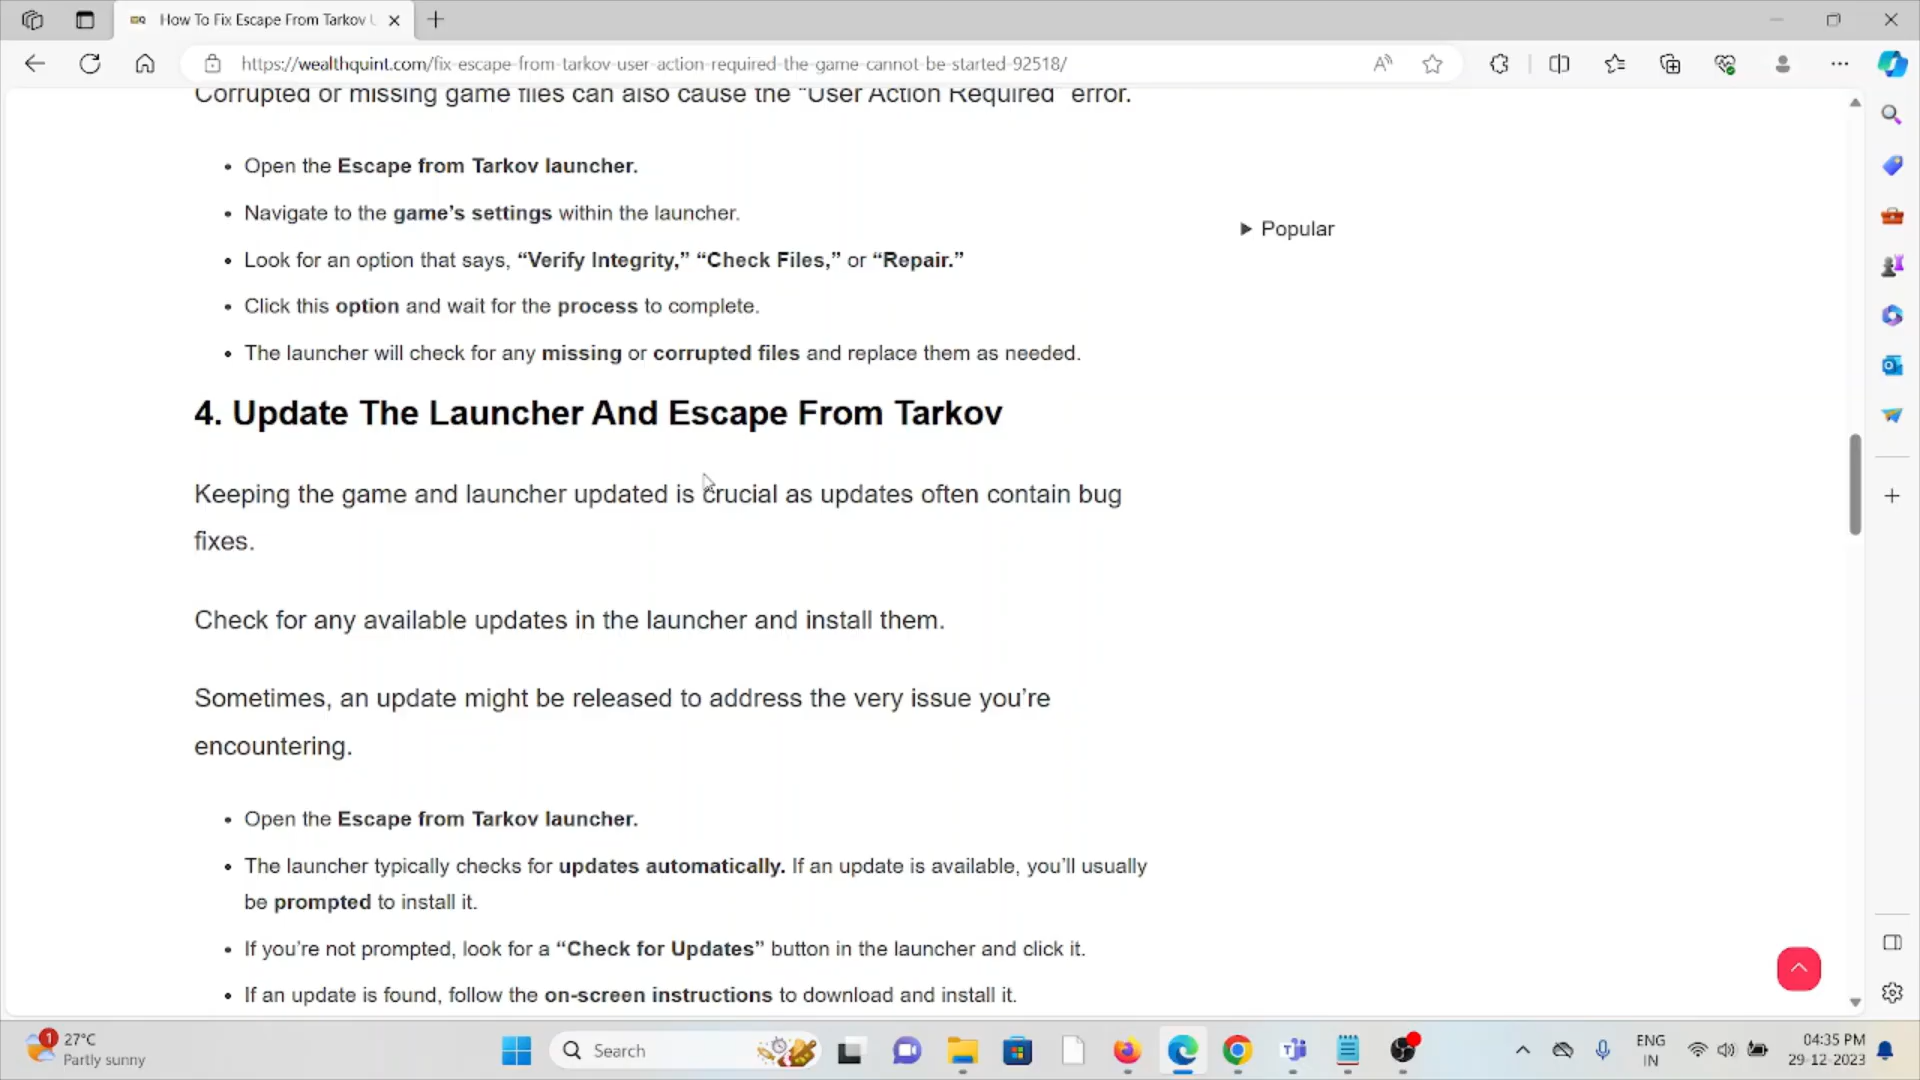 How To Fix Escape From Tarkov U
https://wealthquint.com/fix-escape-from-tarkov-user-action-required-the-game-cannot-be-started-92518/
Corrupted or missing game files can also cause the “User Action Required” error.
• Open the Escape from Tarkov launcher.
• Navigate to the game’s settings within the launcher.
Popular
• Look for an option that says, “Verify Integrity,” “Check Files,” or “Repair.”
• Click this option and wait for the process to complete.
• The launcher will check for any missing or corrupted files and replace them as needed.
4. Update The Launcher And Escape From Tarkov
Keeping the game and launcher updated is crucial as updates often contain bug
fixes.
Check for any available updates in the launcher and install them.
Sometimes, an update might be released to address the very issue you’re
encountering.
• Open the Escape from Tarkov launcher.
• The launcher typically checks for updates automatically. If an update is available, you’ll usually
be prompted to install it.
• If you’re not prompted, look for a “Check for Updates” button in the launcher and click it.
• If an update is found, follow the on-screen instructions to download and install it.
1
27°C
Partly sunny
Search
ENG
IN
04:35 PM
29-12-2023